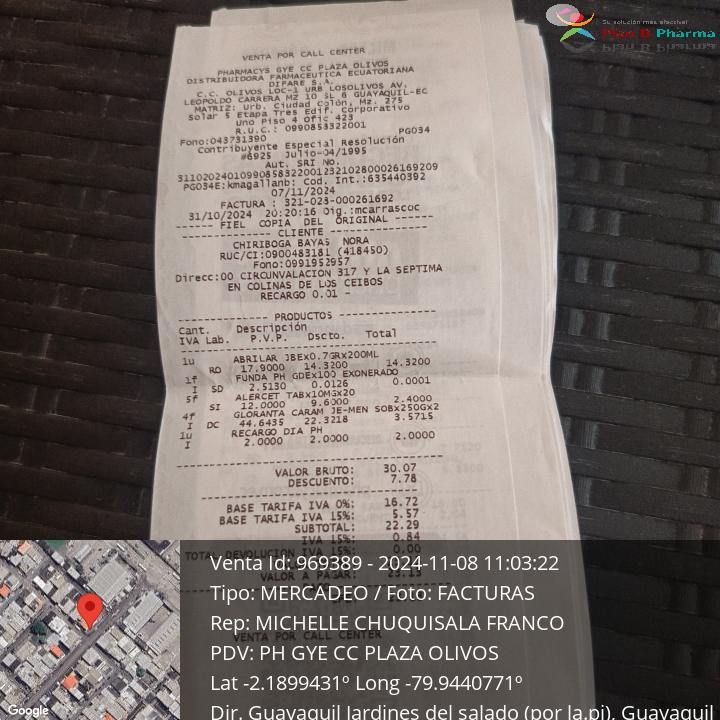 Su solución más efectiva!
Plan B Pharma
VENTA POR CALL CENTER
PHARMACYS GYE CC PLAZA OLIVOS
DISTRIBUIDORA FARMACEUTICA ECUATORIANA
DIFARE S.A.
C.C. OLIVOS LOC-1 URB LOSOLIVOS AV.
LEOPOLDO CARRERA MZ 10 SL 6 GUAYAQUIL-EC
MATRIZ: Urb. Ciudad Colón, Mz. 275
Solar 5 Etapa Tres Edif. Corporativo
Uno Piso 4 Ofic 423
R.U.C.: 0990858322001
Fono:043731390 PG034
Contribuyente Especial Resolución
#6925 Julio-04/1995
Aut. SRI No.
3110202401099085832200123210280002616920 9
PG034E:kmagallanb: Cod. Int.:635440392
07/11/2024
FACTURA : 321-023-000261692
31/10/2024 20:20:16 Dig.:mcarrascoc
------ FIEL COPIA DEL ORIGINAL ------
-------------- CLIENTE --------------
CHIRIBOGA BAYAS NORA
RUC/CI:0900483181 (418450)
Fono:0991952957
Direcc:00 CIRCUNVALACION 317 Y LA SEPTIMA
EN COLINAS DE LOS CEIBOS
RECARGO 0.01 -
------------- PRODUCTOS -------------
Cant. Descripción
IVA Lab. P.V.P. Dscto. Total
1u ABRILAR JBEx0.7GRx200ML
RO 17.9000 14.3200 14.3200
1f FUNDA PH GDEx100 EXONERADO
I SD 2.5130 0.0126 0.0001
5f ALERCET TABx10MGx20
SI 12.0000 9.6000 2.4000
4f GLORANTA CARAM JE-MEN SOBx25OGx2
I DC 44.6435 22.3218 3.5715
1u RECARGO DIA PH
I 2.0000 2.0000 2.0000
VALOR BRUTO: 30.07
DESCUENTO: 7.78
BASE TARIFA IVA 0%: 16.72
BASE TARIFA IVA 15%: 5.57
SUBTOTAL: 22.29
IVA 15%: 0.84
TOTAL DEVOLUCION IVA 15%: 0.00
VALOR A PAGAR: 23.13
VENTA POR CALL CENTER
Venta Id: 969389 - 2024-11-08 11:03:22
Tipo: MERCADEO / Foto: FACTURAS
Rep: MICHELLE CHUQUISALA FRANCO
PDV: PH GYE CC PLAZA OLIVOS
Lat -2.1899431º Long -79.9440771º
Dir. Guayaquil Jardines del salado (por la.pj), Guayaquil
Google